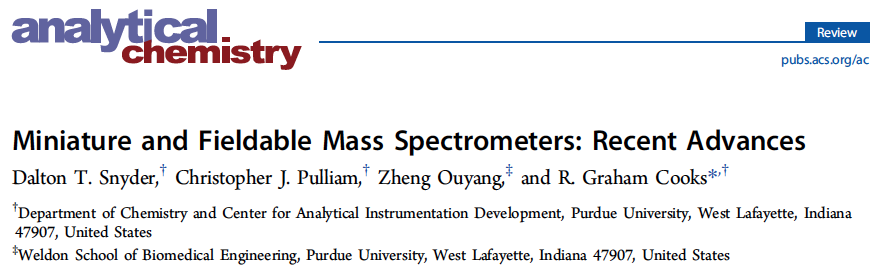 analytical
chemistry
Review
pubs.acs.org/ac
Miniature and Fieldable Mass Spectrometers: Recent Advances
Dalton T. Snyder,† Christopher J. Pulliam,† Zheng Ouyang,‡ and R. Graham Cooks*,†
†Department of Chemistry and Center for Analytical Instrumentation Development, Purdue University, West Lafayette, Indiana
47907, United States
‡Weldon School of Biomedical Engineering, Purdue University, West Lafayette, Indiana 47907, United States